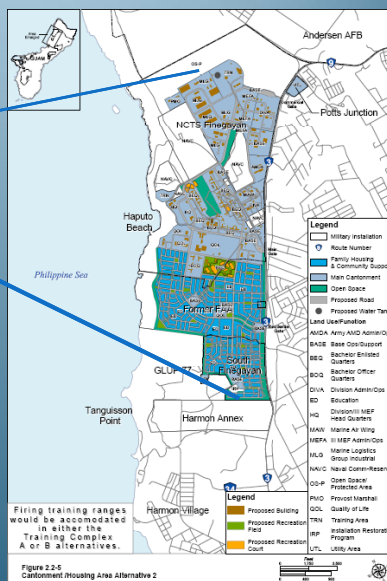 GUAM
Andersen AFB
9
Potts Junction
NCTS Finegayan
3
Haputo
Beach
Philippine Sea
Former FAA
South
Finegayan
GLUP 77
Tanguisson
Point
Harmon Annex
Harmon Village
Firing training ranges
would be accomodated
in either the
Training Complex
A or B alternatives.
Figure 2.2-5
Cantonment /Housing Area Alternative 2
Legend
Military Installation
Route Number
Family Housing
& Community Suppo
Main Cantonment
Open Space
Proposed Road
Proposed Water Tan
Land Use/Function
AMDA Army AMD Admin/Op
BASE Base Ops/Support
BEQ Bachelor Enlisted
Quarters
BOQ Bachelor Officer
Quarters
DIVA Division Admin/Ops
ED Education
HQ Division/III MEF
Head Quarters
MAW Marine Air Wing
MEFA III MEF Admin/Ops
MLG Marine Logistics
Group Industrial
NAVC Naval Comm-Reserv
OS-P Open Space/
Protected Area
PMO Provost Marshall
QOL Quality of Life
TRN Training Area
IRP Installation Restorati
Program
UTL Utility Area
Legend
Proposed Building
Proposed Recreation
Field
Proposed Recreation
Court